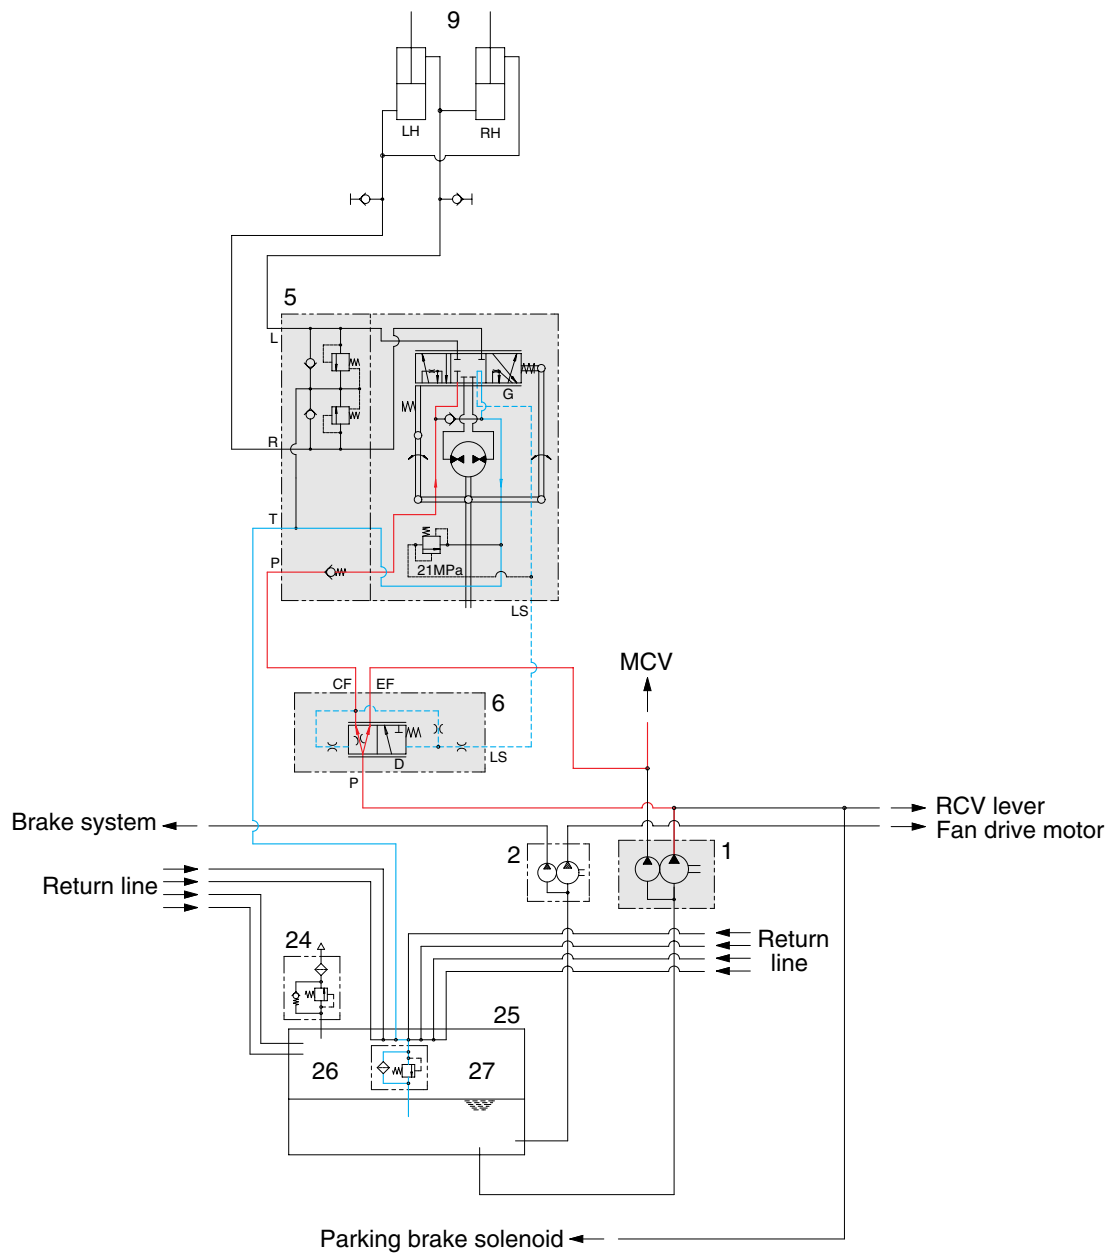 9
LH
RH
5
L
G
R
T
P
21MPa
LS
MCV
CF
EF
6
LS
D
P
RCV lever
Brake system
Fan drive motor
2
1
Return line
24
Return
line
25
26
27
Parking brake solenoid